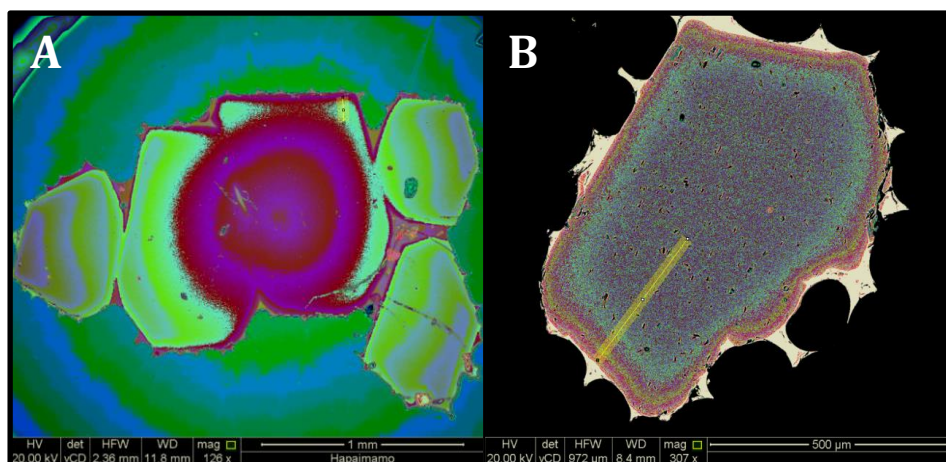 A
B
HV det HFW WD mag 1 mm
20.00 kV vCD 2.36 mm 11.8 mm 126 x Hapaimamo
HV det HFW WD mag 500 µm
20.00 kV vCD 972 µm 8.4 mm 307 x